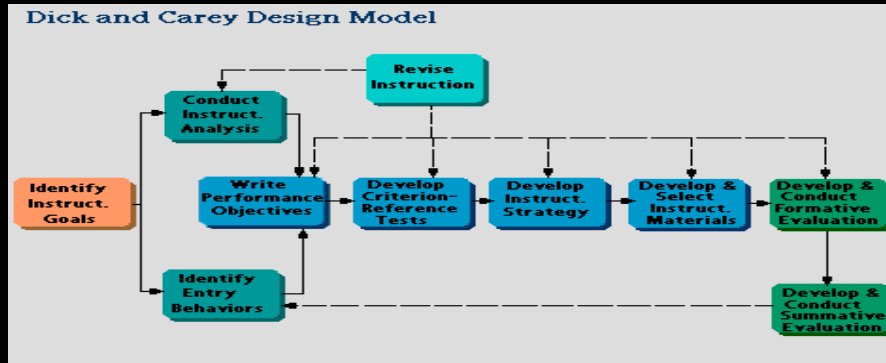 Dick and Carey Design Model
Revise
Instruction
Conduct
Instruct.
Analysis
Identify
Instruct.
Goals
Write
Performance
Objectives
Develop
Criterion-
Reference
Tests
Develop
Instruct.
Strategy
Develop &
Select
Instruct.
Materials
Develop &
Conduct
Formative
Evaluation
Identify
Entry
Behaviors
Develop &
Conduct
Summative
Evaluation